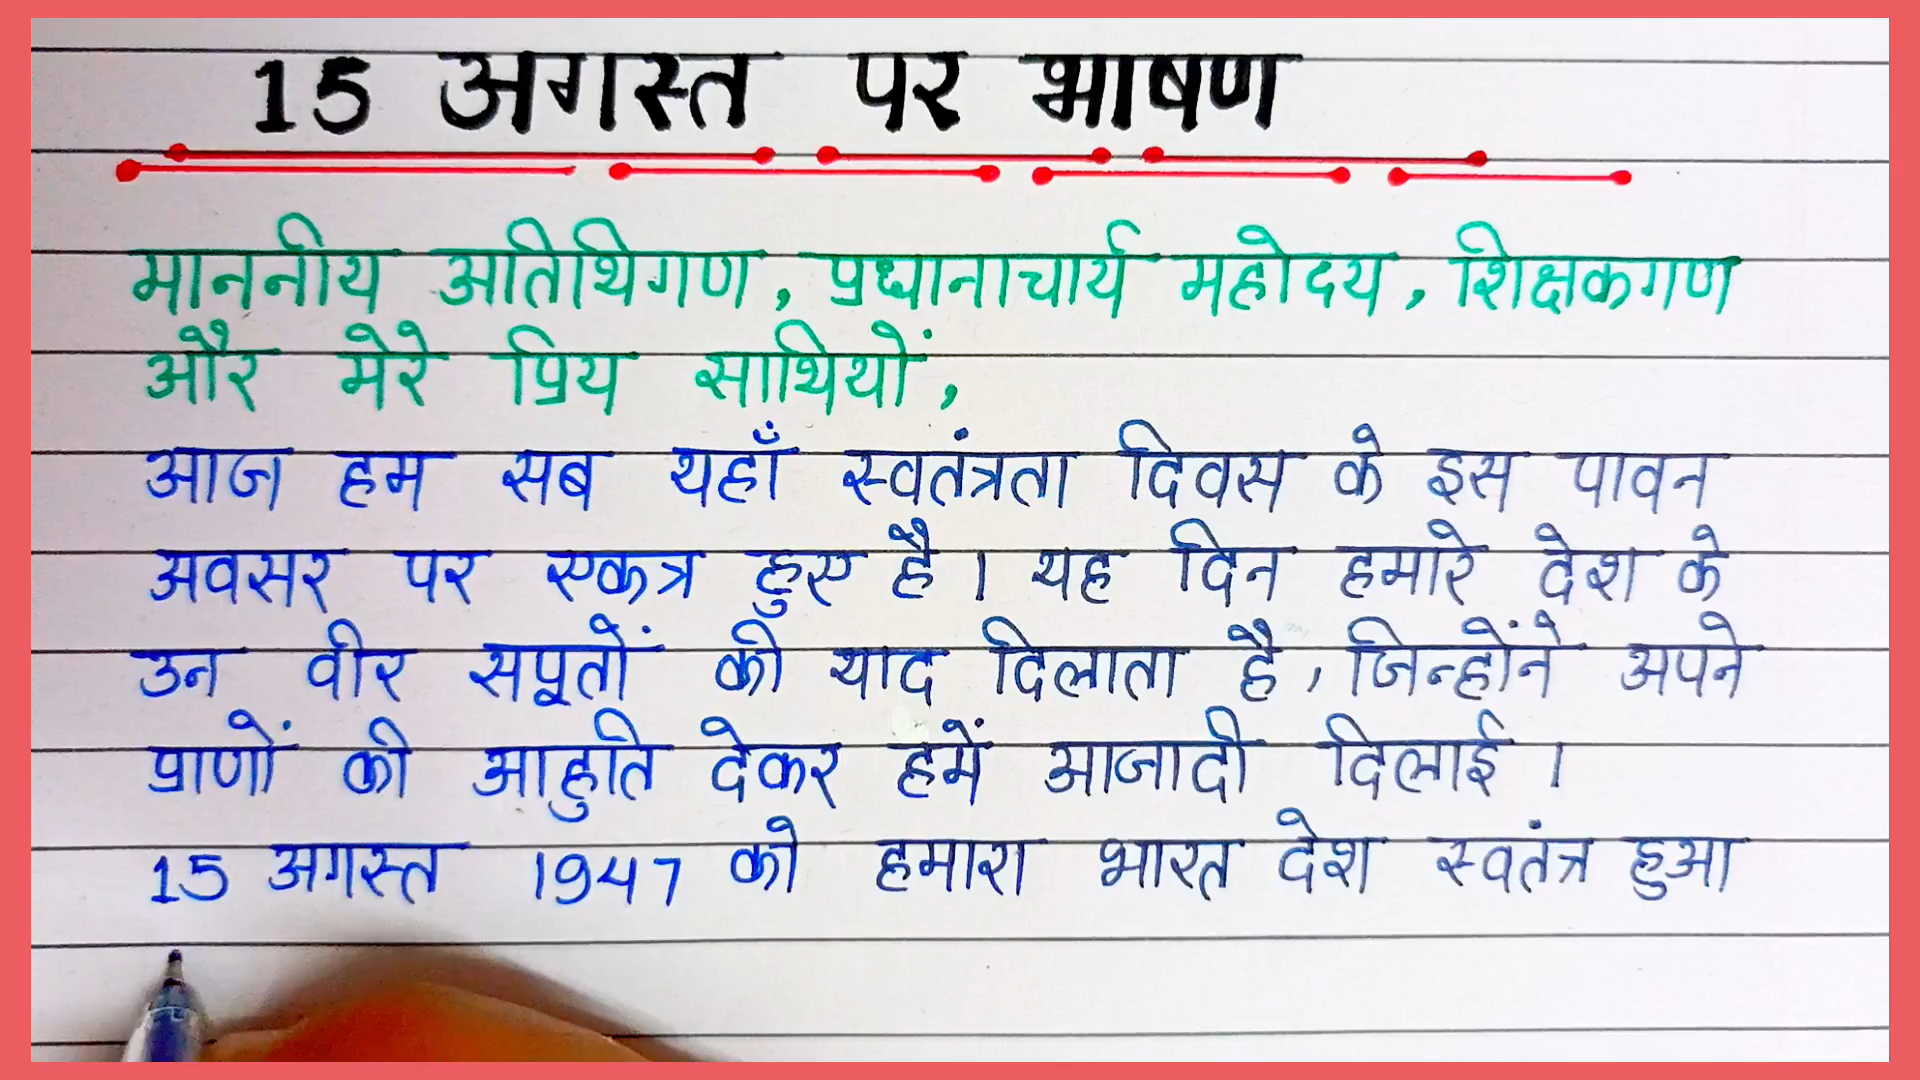 15 अगस्त पर भाषण
माननीय अतिथिगण, प्रधानाचार्य महोदय, शिक्षकगण
और मेरे प्रिय साथियों,
आज हम सब यहाँ स्वतंत्रता दिवस के इस पावन
अवसर पर एकत्र हुए है । यह दिन हमारे देश के
उन वीर सपूतों की याद दिलाता है, जिन्होंने अपने
प्राणों की आहुति देकर हमें आजादी दिलाई ।
15 अगस्त 1947 को हमारा भारत देश स्वतंत्र हुआ